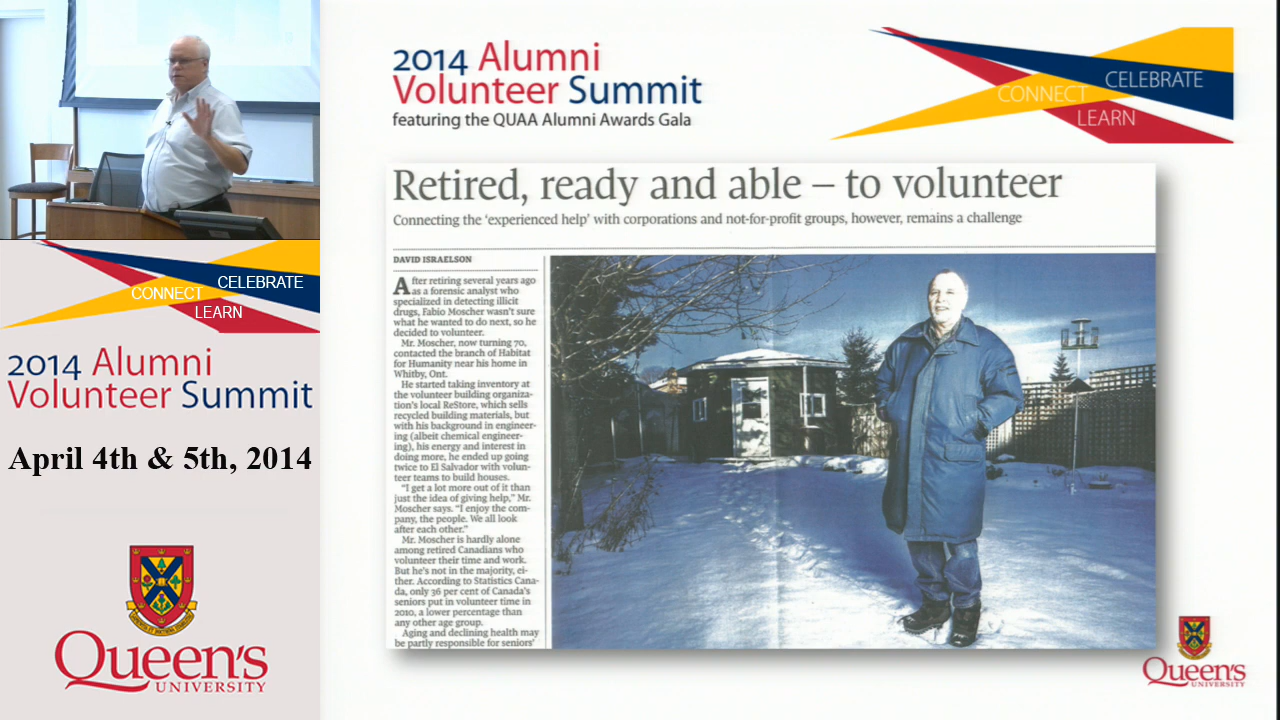 CONNECT
CELEBRATE
LEARN
2014 Alumni
Volunteer Summit
April 4th & 5th, 2014
Queen's
UNIVERSITY
2014 Alumni
Volunteer Summit
featuring the QUAA Alumni Awards Gala
CONNECT
CELEBRATE
LEARN
Retired, ready and able – to volunteer
Connecting the 'experienced help' with corporations and not-for-profit groups, however, remains a challenge
DAVID ISRAELSON
After retiring several years ago
as a forensic analyst who
specialized in detecting illicit
drugs, Fabio Moscher wasn't sure
what he wanted to do next, so he
decided to volunteer.
Mr. Moscher, now turning 70,
contacted the branch of Habitat
for Humanity near his home in
Whitby, Ont.
He started taking inventory at
the volunteer building organiza-
tion's local ReStore, which sells
recycled building materials, but
with his background in engineer-
ing (albeit chemical engineer-
ing), his energy and interest in
doing more, he ended up going
twice to El Salvador with volun-
teer teams to build houses.
"I get a lot more out of it than
just the idea of giving help," Mr.
Moscher says. "I enjoy the com-
pany, the people. We all look
after each other."
Mr. Moscher is hardly alone
among retired Canadians who
volunteer their time and work.
But he's not in the majority, ei-
ther. According to Statistics Cana-
da, only 36 per cent of Canada's
seniors put in volunteer time in
2010, a lower percentage than
any other age group.
Aging and declining health may
be partly responsible for seniors'
Queen's
UNIVERSITY